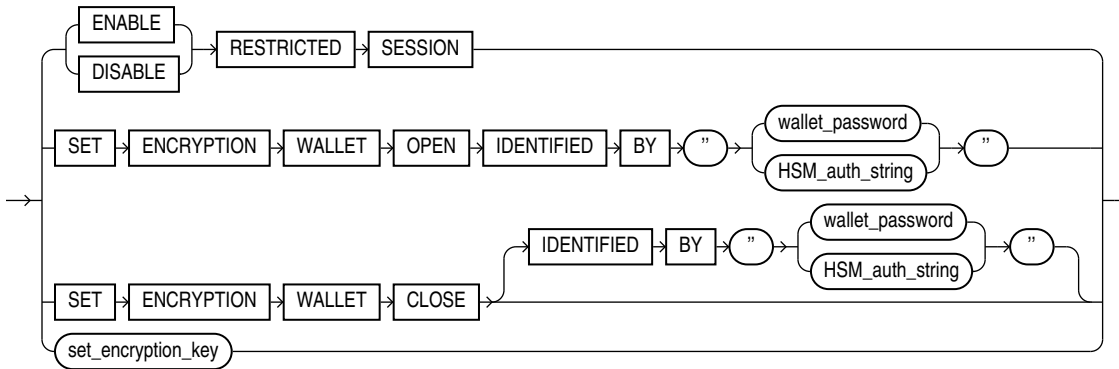 ENABLE
DISABLE
RESTRICTED SESSION
SET ENCRYPTION WALLET OPEN IDENTIFIED BY ” wallet_password ”
HSM_auth_string
IDENTIFIED BY ” wallet_password ”
HSM_auth_string
SET ENCRYPTION WALLET CLOSE
set_encryption_key